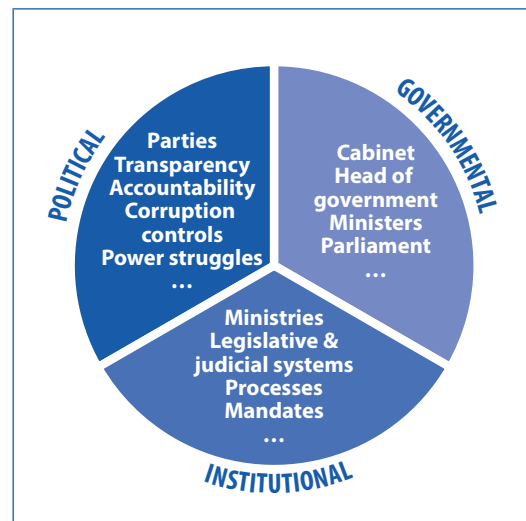 POLITICAL
Parties
Transparency
Accountability
Corruption
controls
Power struggles
...
GOVERNMENTAL
Cabinet
Head of
government
Ministers
Parliament
...
Ministries
Legislative &
judicial systems
Processes
Mandates
...
INSTITUTIONAL